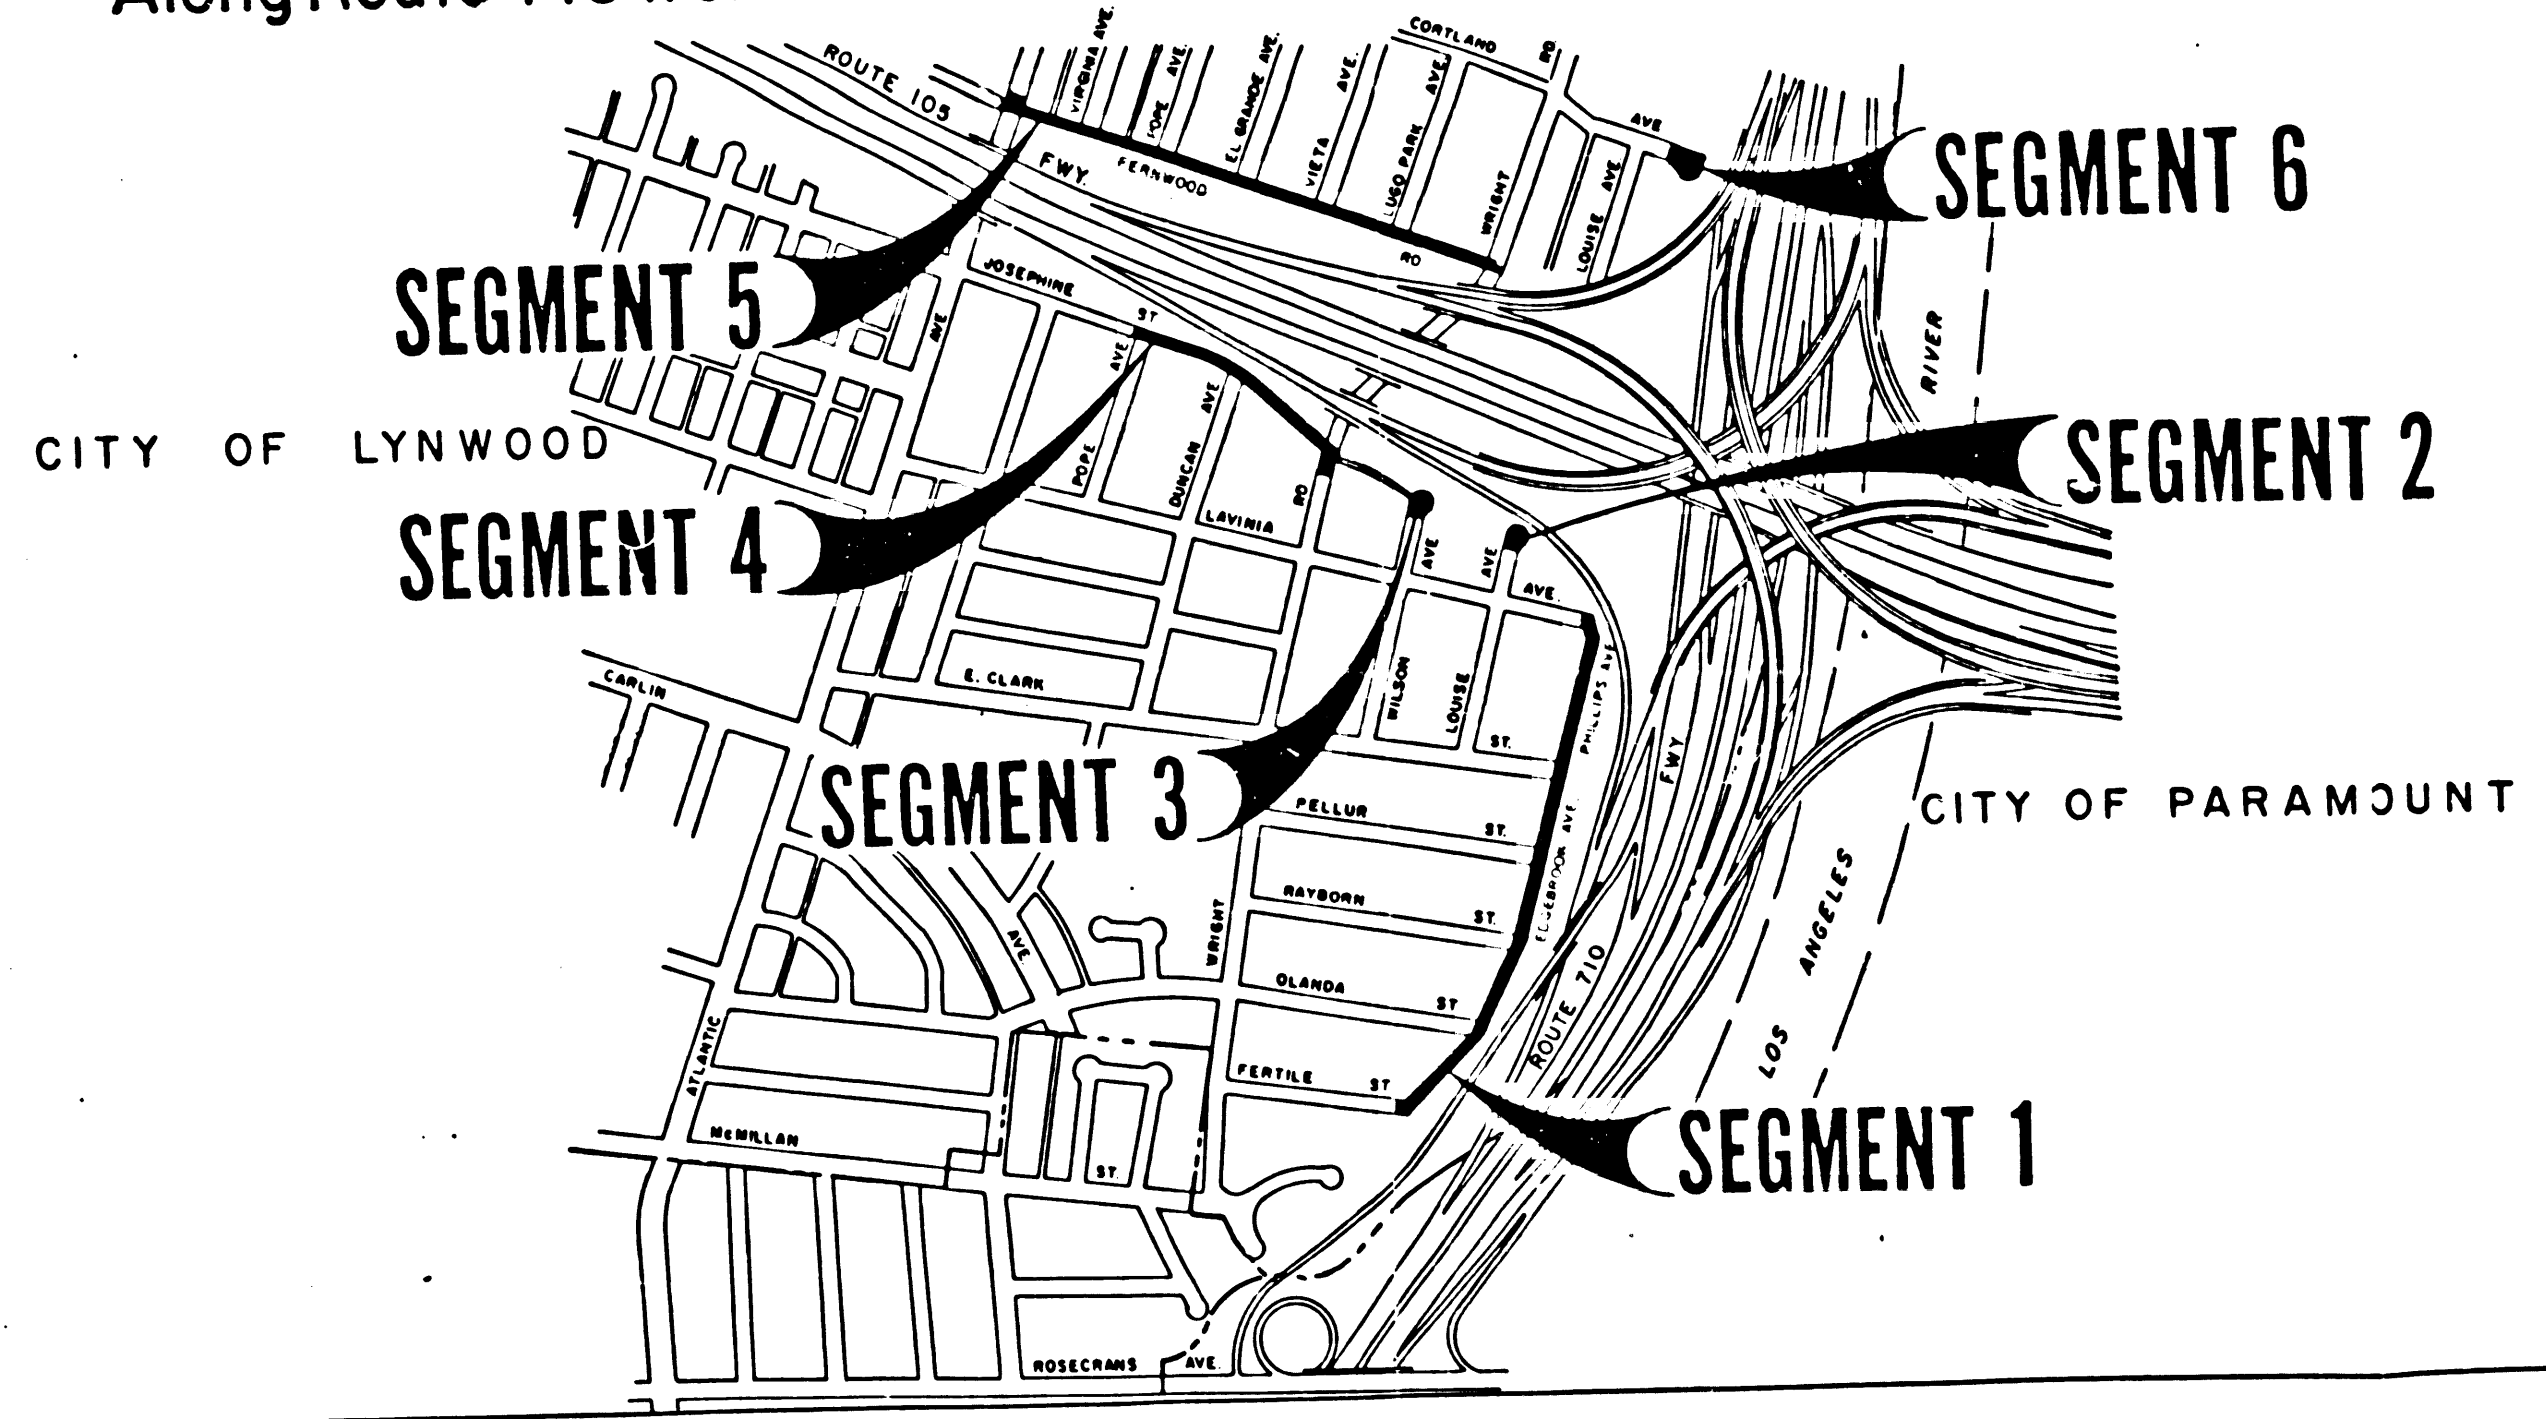 CORTLAND
RD.
VIRGINIA AVE.
POPE AVE.
EL GRANDE AVE.
VIETA AVE.
LUGO PARK AVE.
ROUTE 105
FWY.
FERNWOOD
RD
WRIGHT
LOUISE AVE.
AVE
SEGMENT 6
SEGMENT 5
JOSEPHINE
ST
AVE.
AVE.
POPE
DUNCAN AVE
RIVER
CITY OF LYNWOOD
SEGMENT 2
SEGMENT 4
LAVINIA
RD
AVE
AVE
AVE.
E. CLARK
WILSON
LOUISE
ST.
PHILLIPS AVE.
FWY
CARLIN
SEGMENT 3
PELLUR
ST.
CITY OF PARAMOUNT
RAYBORN
ST.
AVE.
WRIGHT
AVE.
OLANDA
ST
ROUTE 710
LOS ANGELES
ATLANTIC
FERTILE
ST
McMILLAN
ST.
SEGMENT 1
ROSECRANS AVE.